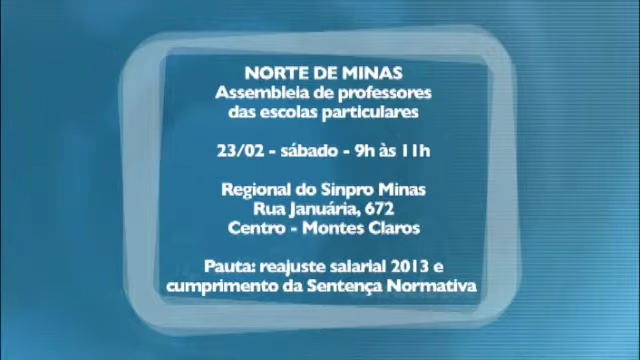 NORTE DE MINAS
Assembleia de professores
das escolas particulares
23/02 - sábado - 9h às 11h
Regional do Sinpro Minas
Rua Januária, 672
Centro - Montes Claros
Pauta: reajuste salarial 2013 e
cumprimento da Sentença Normativa